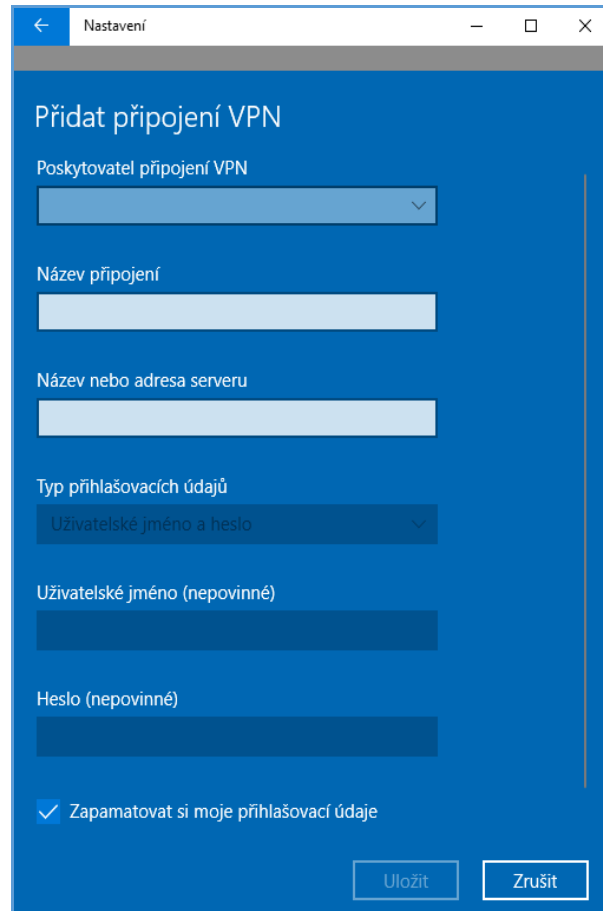 Nastavení
Přidat připojení VPN
Poskytovatel připojení VPN
Název připojení
Název nebo adresa serveru
Typ přihlašovacích údajů
Uživatelské jméno a heslo
Uživatelské jméno (nepovinné)
Heslo (nepovinné)
Zapamatovat si moje přihlašovací údaje
Uložit Zrušit